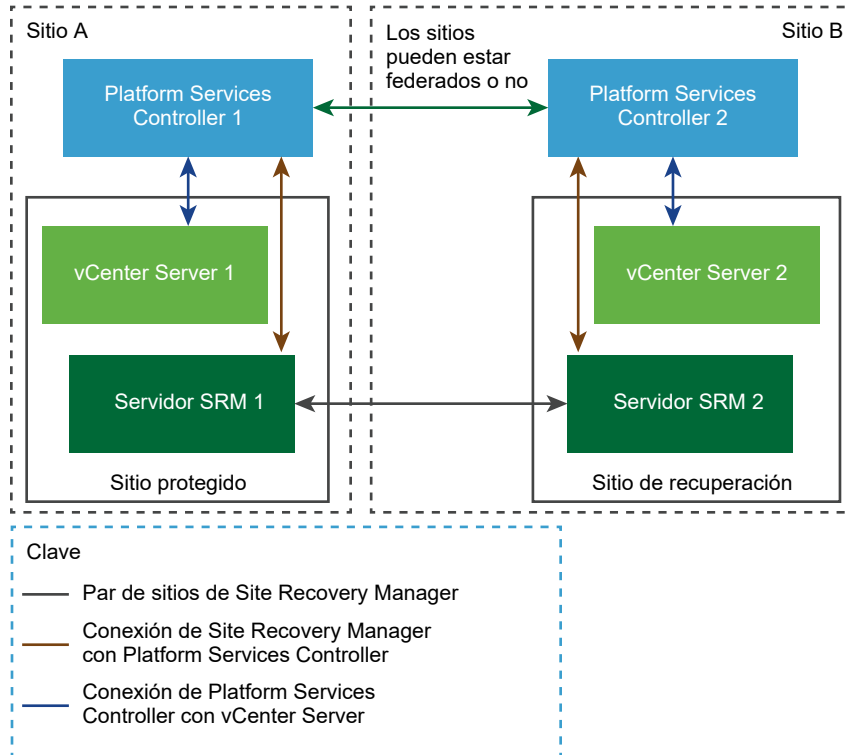 Sitio A
Los sitios
pueden estar
federados o no
Sitio B
Platform Services
Controller 1
Platform Services
Controller 2
vCenter Server 1
vCenter Server 2
Servidor SRM 1
Servidor SRM 2
Sitio protegido
Sitio de recuperación
Clave
Par de sitios de Site Recovery Manager
Conexión de Site Recovery Manager
con Platform Services Controller
Conexión de Platform Services
Controller con vCenter Server